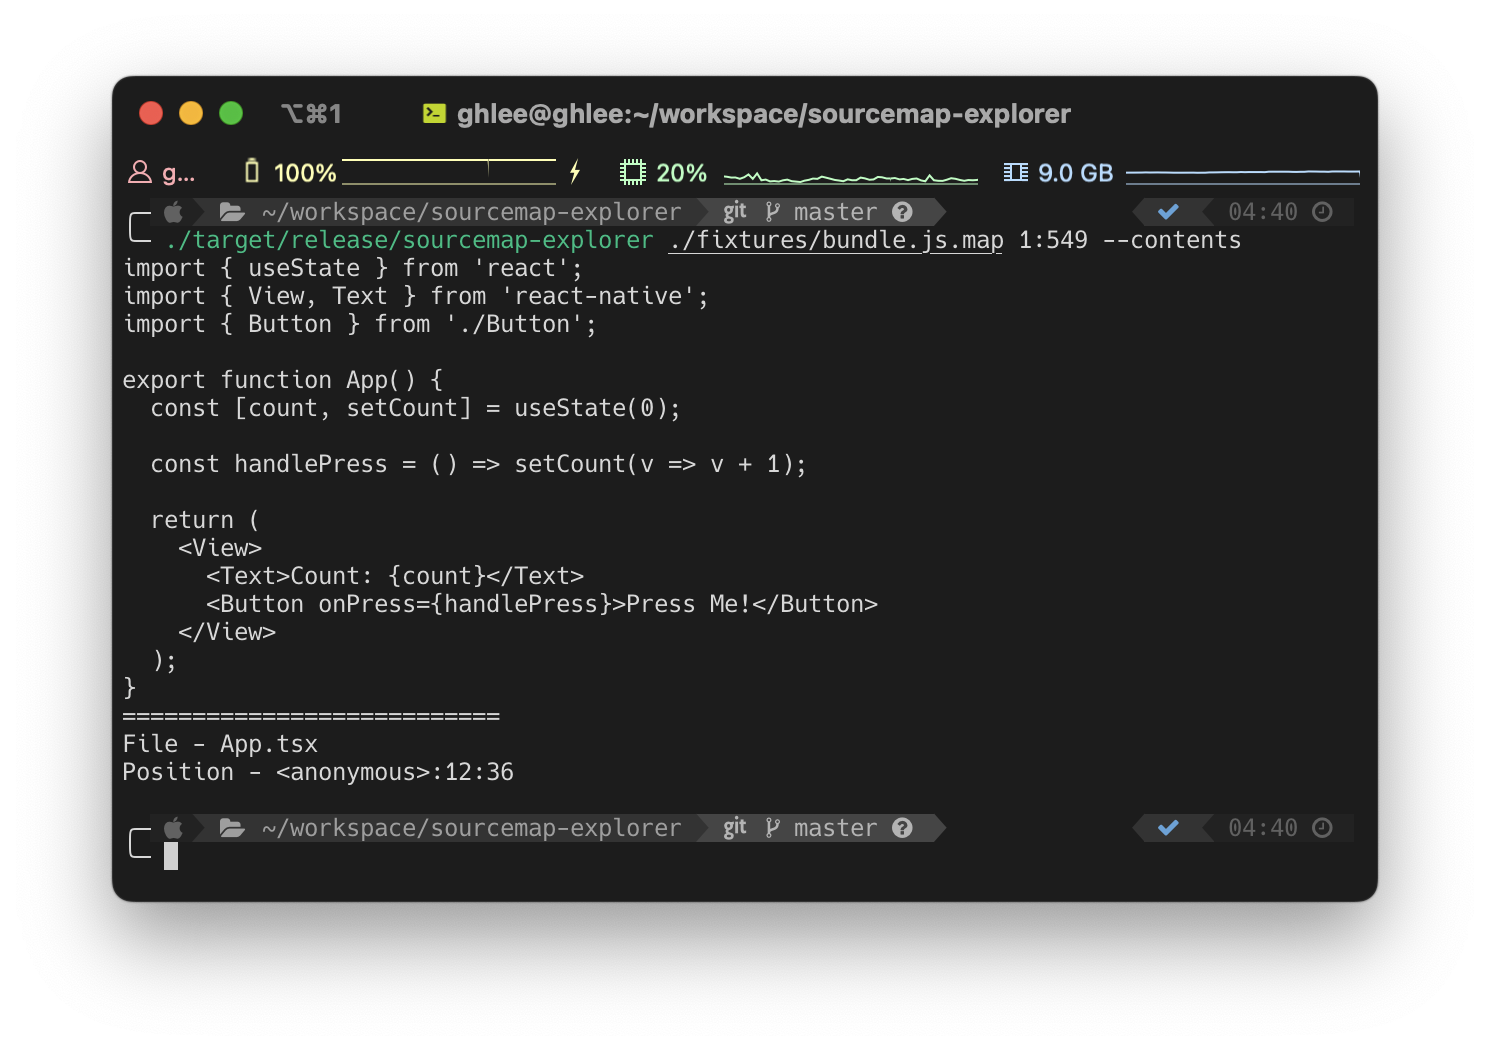 ⌥⌘1 ghlee@ghlee:~/workspace/sourcemap-explorer
g... 100% 20% 9.0 GB
~/workspace/sourcemap-explorer git master ? 04:40
./target/release/sourcemap-explorer ./fixtures/bundle.js.map 1:549 --contents
import { useState } from 'react';
import { View, Text } from 'react-native';
import { Button } from './Button';

export function App() {
  const [count, setCount] = useState(0);

  const handlePress = () => setCount(v => v + 1);

  return (
    <View>
      <Text>Count: {count}</Text>
      <Button onPress={handlePress}>Press Me!</Button>
    </View>
  );
}
===========================
File - App.tsx
Position - <anonymous>:12:36

~/workspace/sourcemap-explorer git master ? 04:40